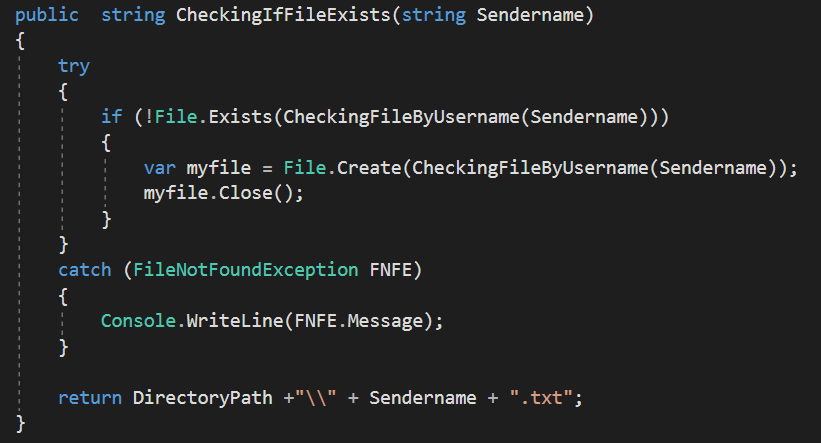 public  string CheckingIfFileExists(string Sendername)
{
    try
    {
        if (!File.Exists(CheckingFileByUsername(Sendername)))
        {
            var myfile = File.Create(CheckingFileByUsername(Sendername));
            myfile.Close();
        }
    }
    catch (FileNotFoundException FNFE)
    {
        Console.WriteLine(FNFE.Message);
    }

    return DirectoryPath +"\\" + Sendername + ".txt";
}